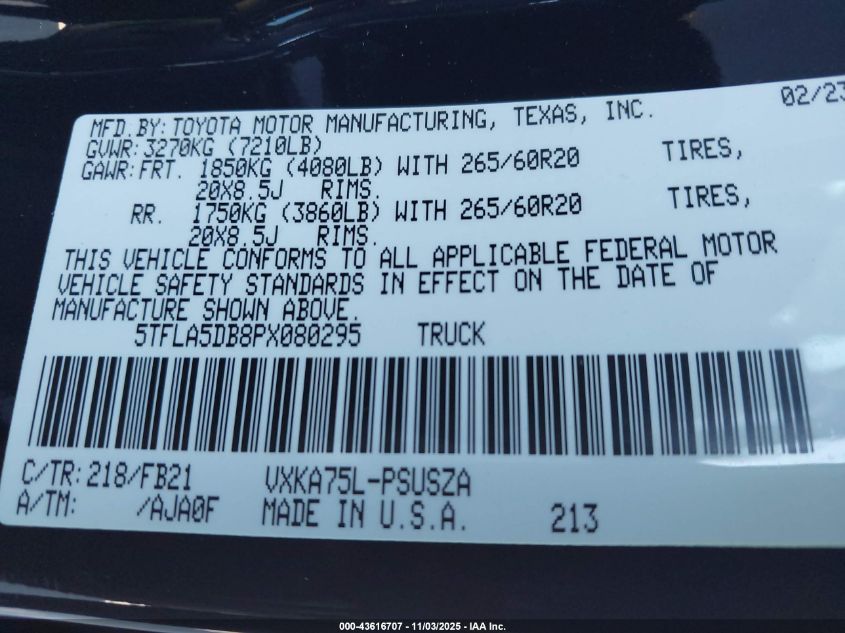 02/23
MFD. BY: TOYOTA MOTOR MANUFACTURING, TEXAS, INC.
GVWR: 3270KG (7210LB)
GAWR: FRT. 1850KG (4080LB) WITH 265/60R20 TIRES,
20X8.5J RIMS.
RR. 1750KG (3860LB) WITH 265/60R20 TIRES,
20X8.5J RIMS.
THIS VEHICLE CONFORMS TO ALL APPLICABLE FEDERAL MOTOR
VEHICLE SAFETY STANDARDS IN EFFECT ON THE DATE OF
MANUFACTURE SHOWN ABOVE.
5TFLA5DB8PX080295 TRUCK
C/TR: 218/FB21 VXKA75L-PSUSZA
A/TM: /AJA0F MADE IN U.S.A. 213
000-43616707 - 11/03/2025 - IAA Inc.